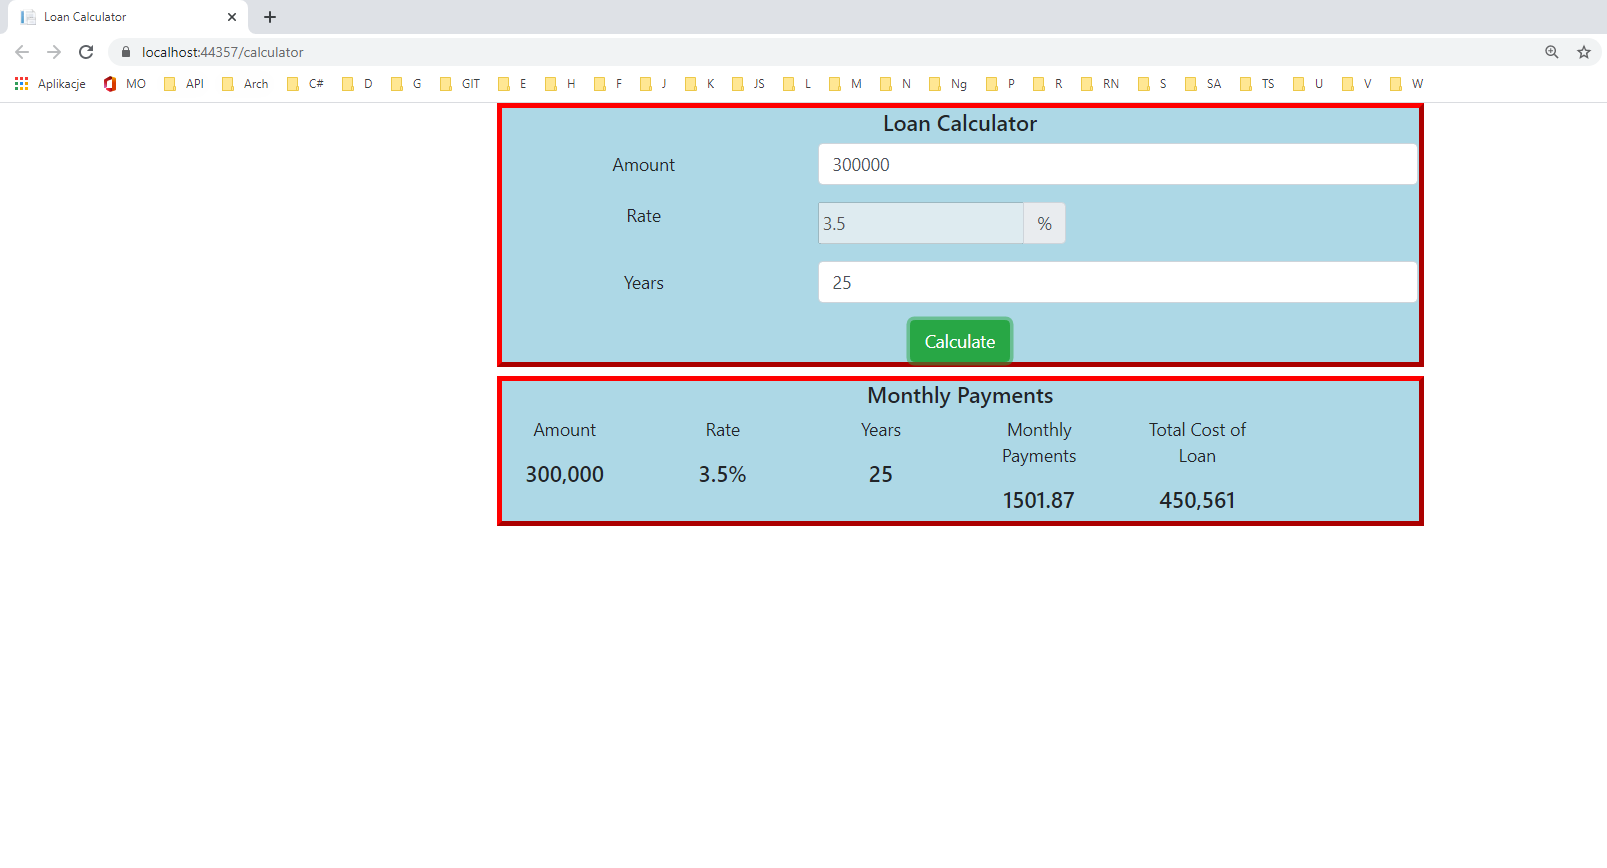 Loan Calculator
localhost:44357/calculator
Aplikacje MO API Arch C# D G GIT E H F J K JS L M N Ng P R RN S SA TS U V W
Loan Calculator
Amount 300000
Rate 3.5 %
Years 25
Calculate
Monthly Payments
Amount Rate Years Monthly Payments Total Cost of Loan
300,000 3.5% 25 1501.87 450,561